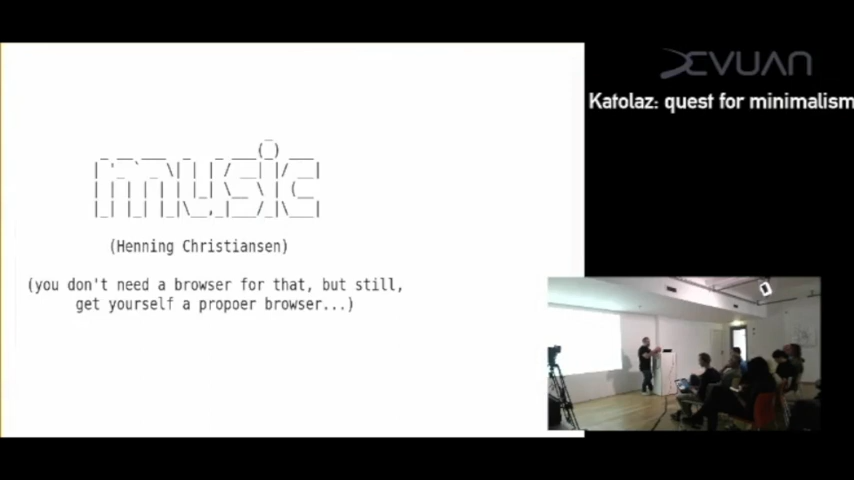 DEVUAN
Katolaz: quest for minimalism
music
(Henning Christiansen)
(you don't need a browser for that, but still,
get yourself a propoer browser...)